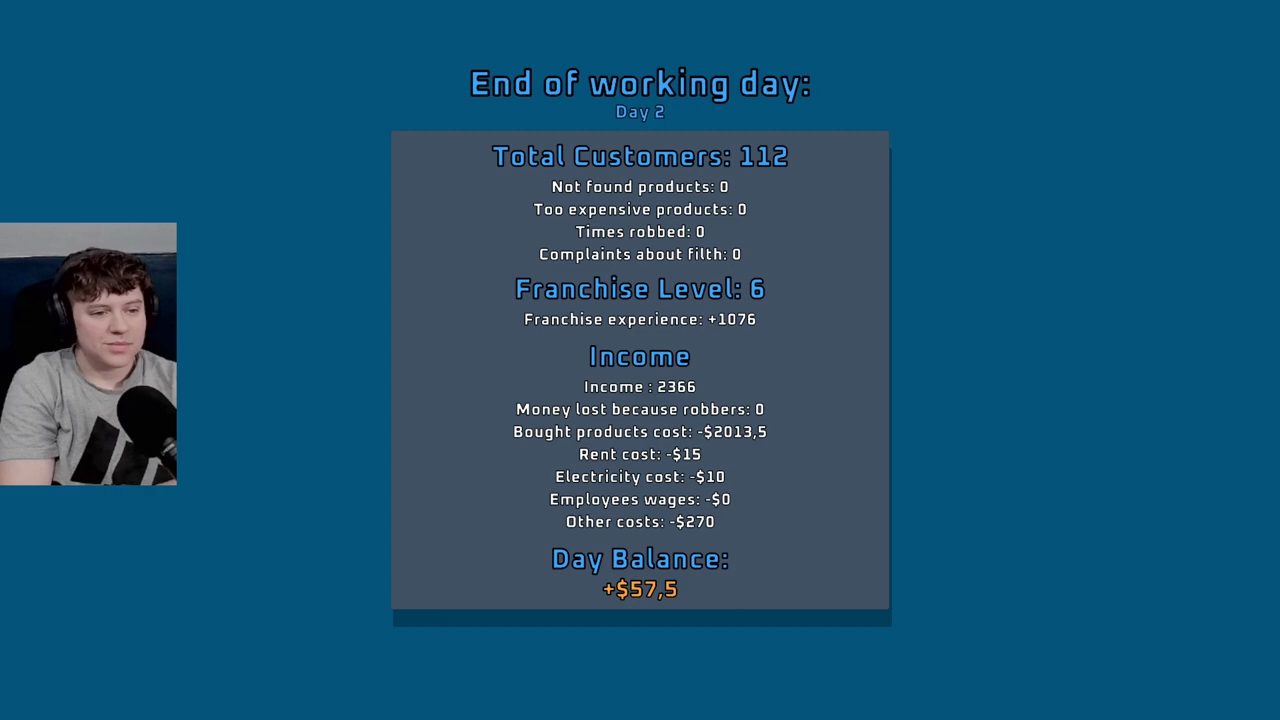 End of working day:
Day 2
Total Customers: 112
Not found products: 0
Too expensive products: 0
Times robbed: 0
Complaints about filth: 0
Franchise Level: 6
Franchise experience: +1076
Income
Income : 2366
Money lost because robbers: 0
Bought products cost: -$2013,5
Rent cost: -$15
Electricity cost: -$10
Employees wages: -$0
Other costs: -$270
Day Balance:
+$57,5